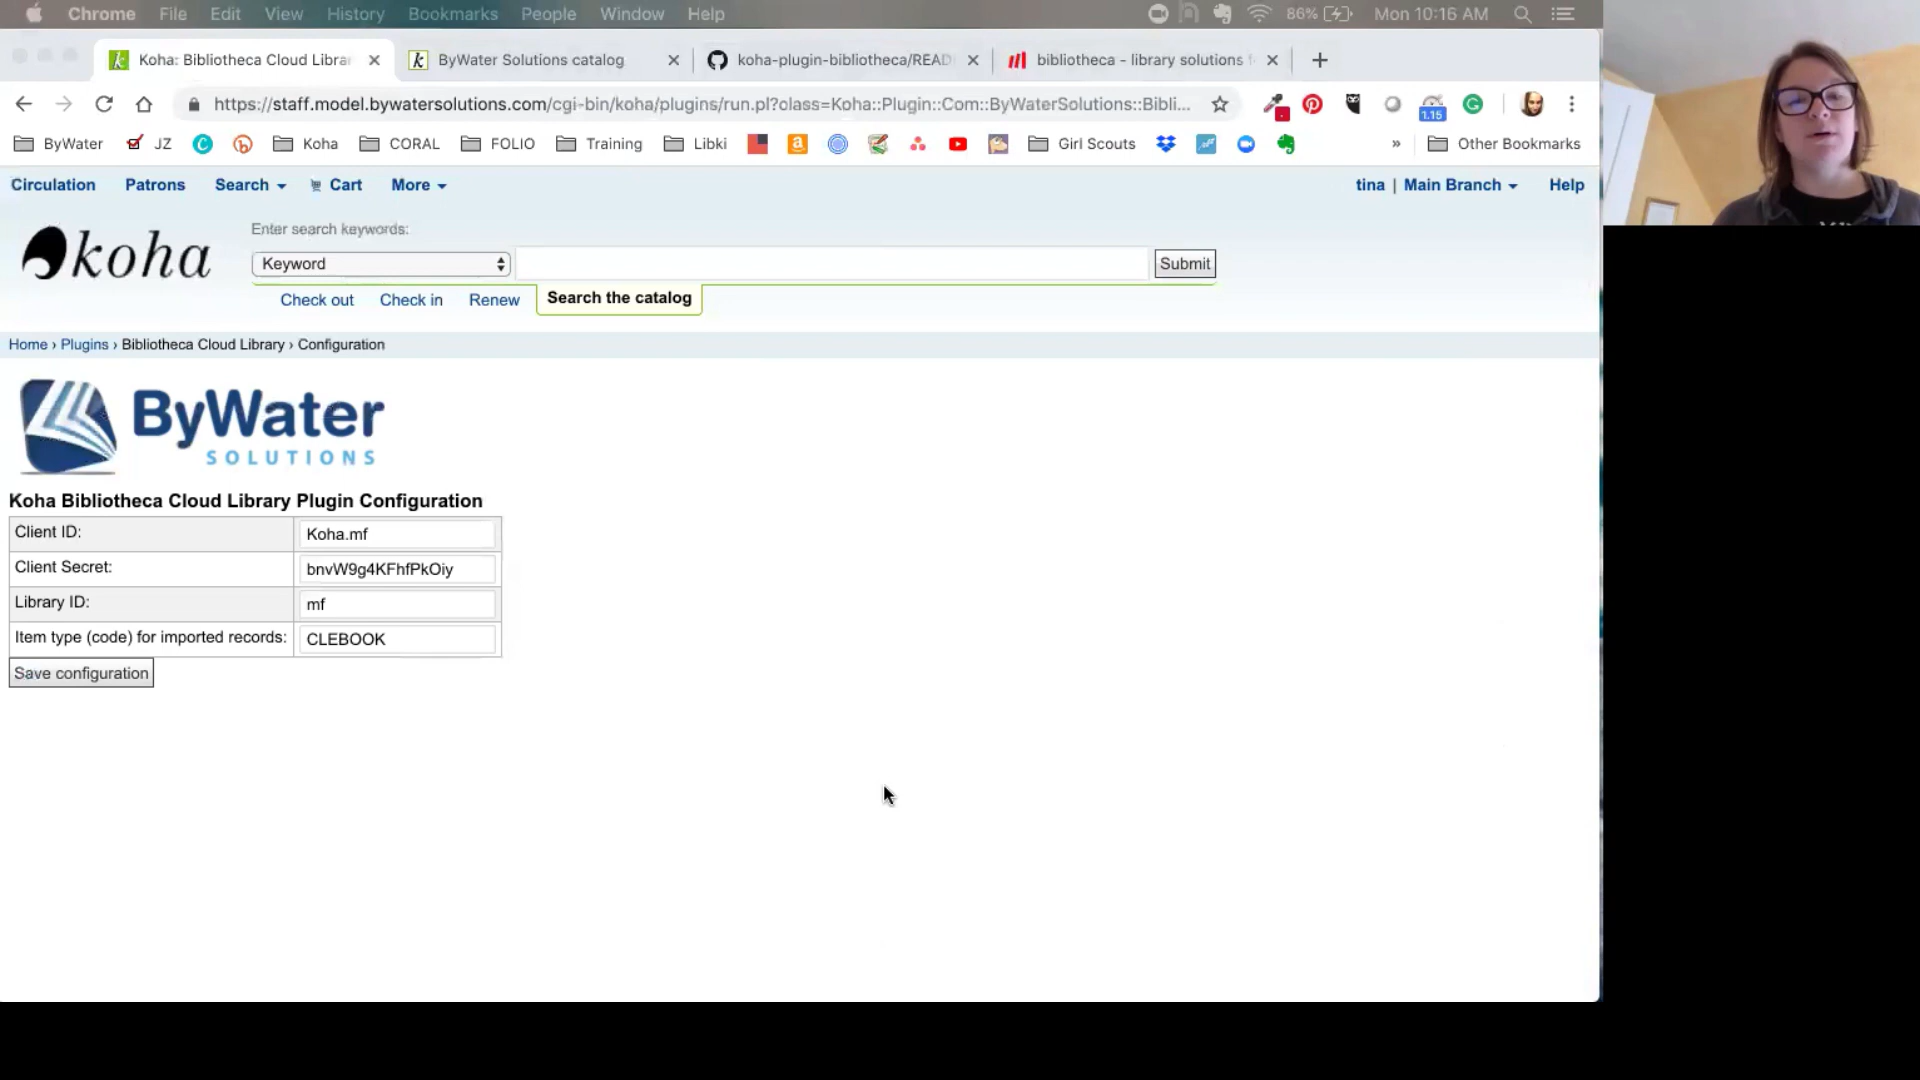 Chrome File Edit View History Bookmarks People Window Help 86% Mon 10:16 AM
Koha: Bibliotheca Cloud Libra ByWater Solutions catalog koha-plugin-bibliotheca/READ bibliotheca - library solutions f
https://staff.model.bywatersolutions.com/cgi-bin/koha/plugins/run.pl?class=Koha::Plugin::Com::ByWaterSolutions::Bibli... 1.15
ByWater JZ Koha CORAL FOLIO Training Libki Girl Scouts » Other Bookmarks
Circulation Patrons Search Cart More tina | Main Branch Help
Enter search keywords:
koha
Keyword Submit
Check out Check in Renew Search the catalog
Home › Plugins › Bibliotheca Cloud Library › Configuration
ByWater
SOLUTIONS
Koha Bibliotheca Cloud Library Plugin Configuration
Client ID: Koha.mf
Client Secret: bnvW9g4KFhfPkOiy
Library ID: mf
Item type (code) for imported records: CLEBOOK
Save configuration